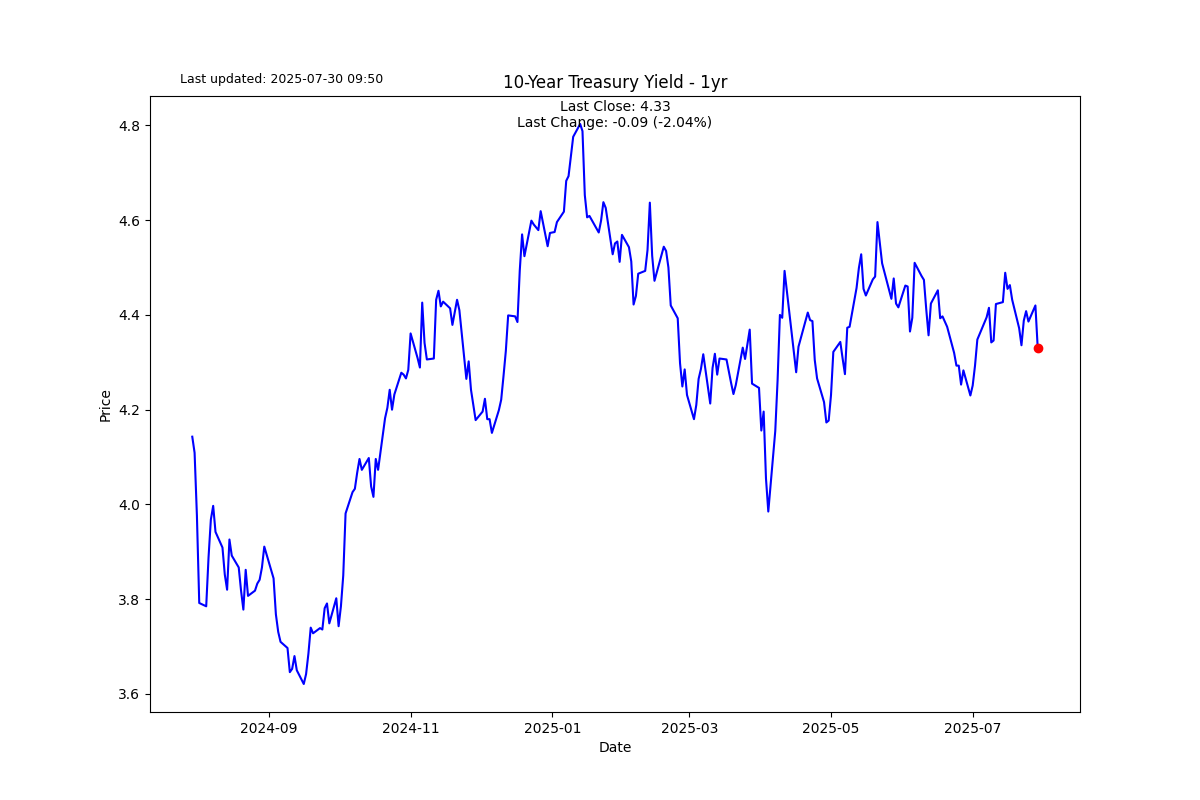 Last updated: 2025-07-30 09:50
10-Year Treasury Yield - 1yr
Last Close: 4.33
Last Change: -0.09 (-2.04%)
Price
4.8
4.6
4.4
4.2
4.0
3.8
3.6
2024-09
2024-11
2025-01
2025-03
2025-05
2025-07
Date